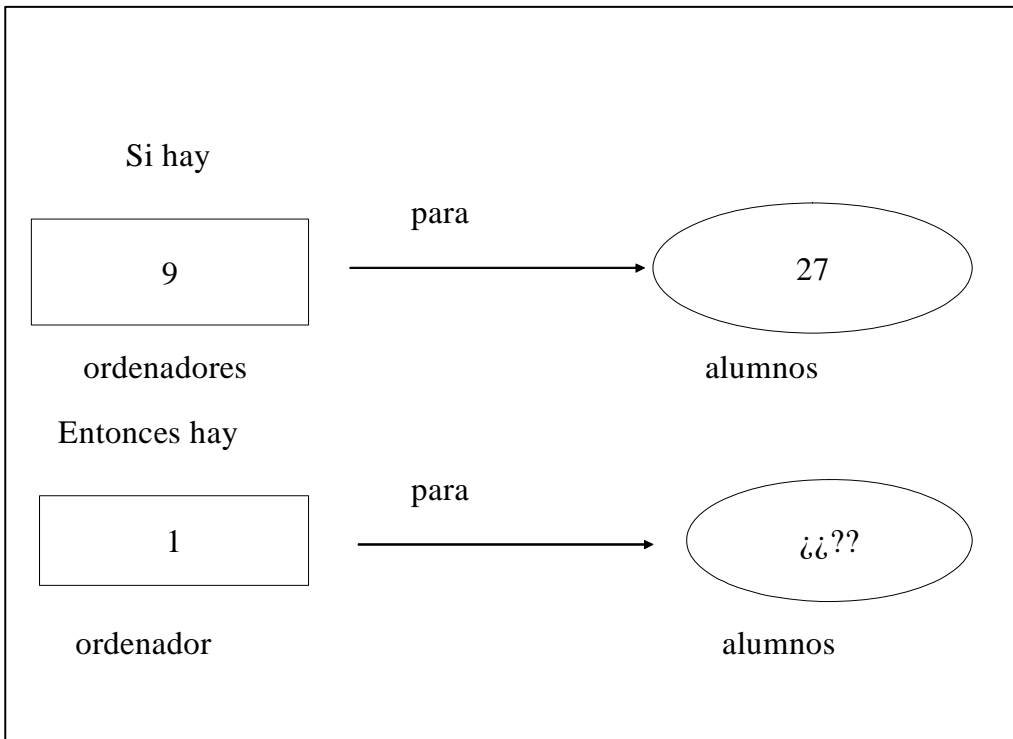 Si hay
para
9
27
ordenadores
alumnos
Entonces hay
para
1
¿¿??
ordenador
alumnos